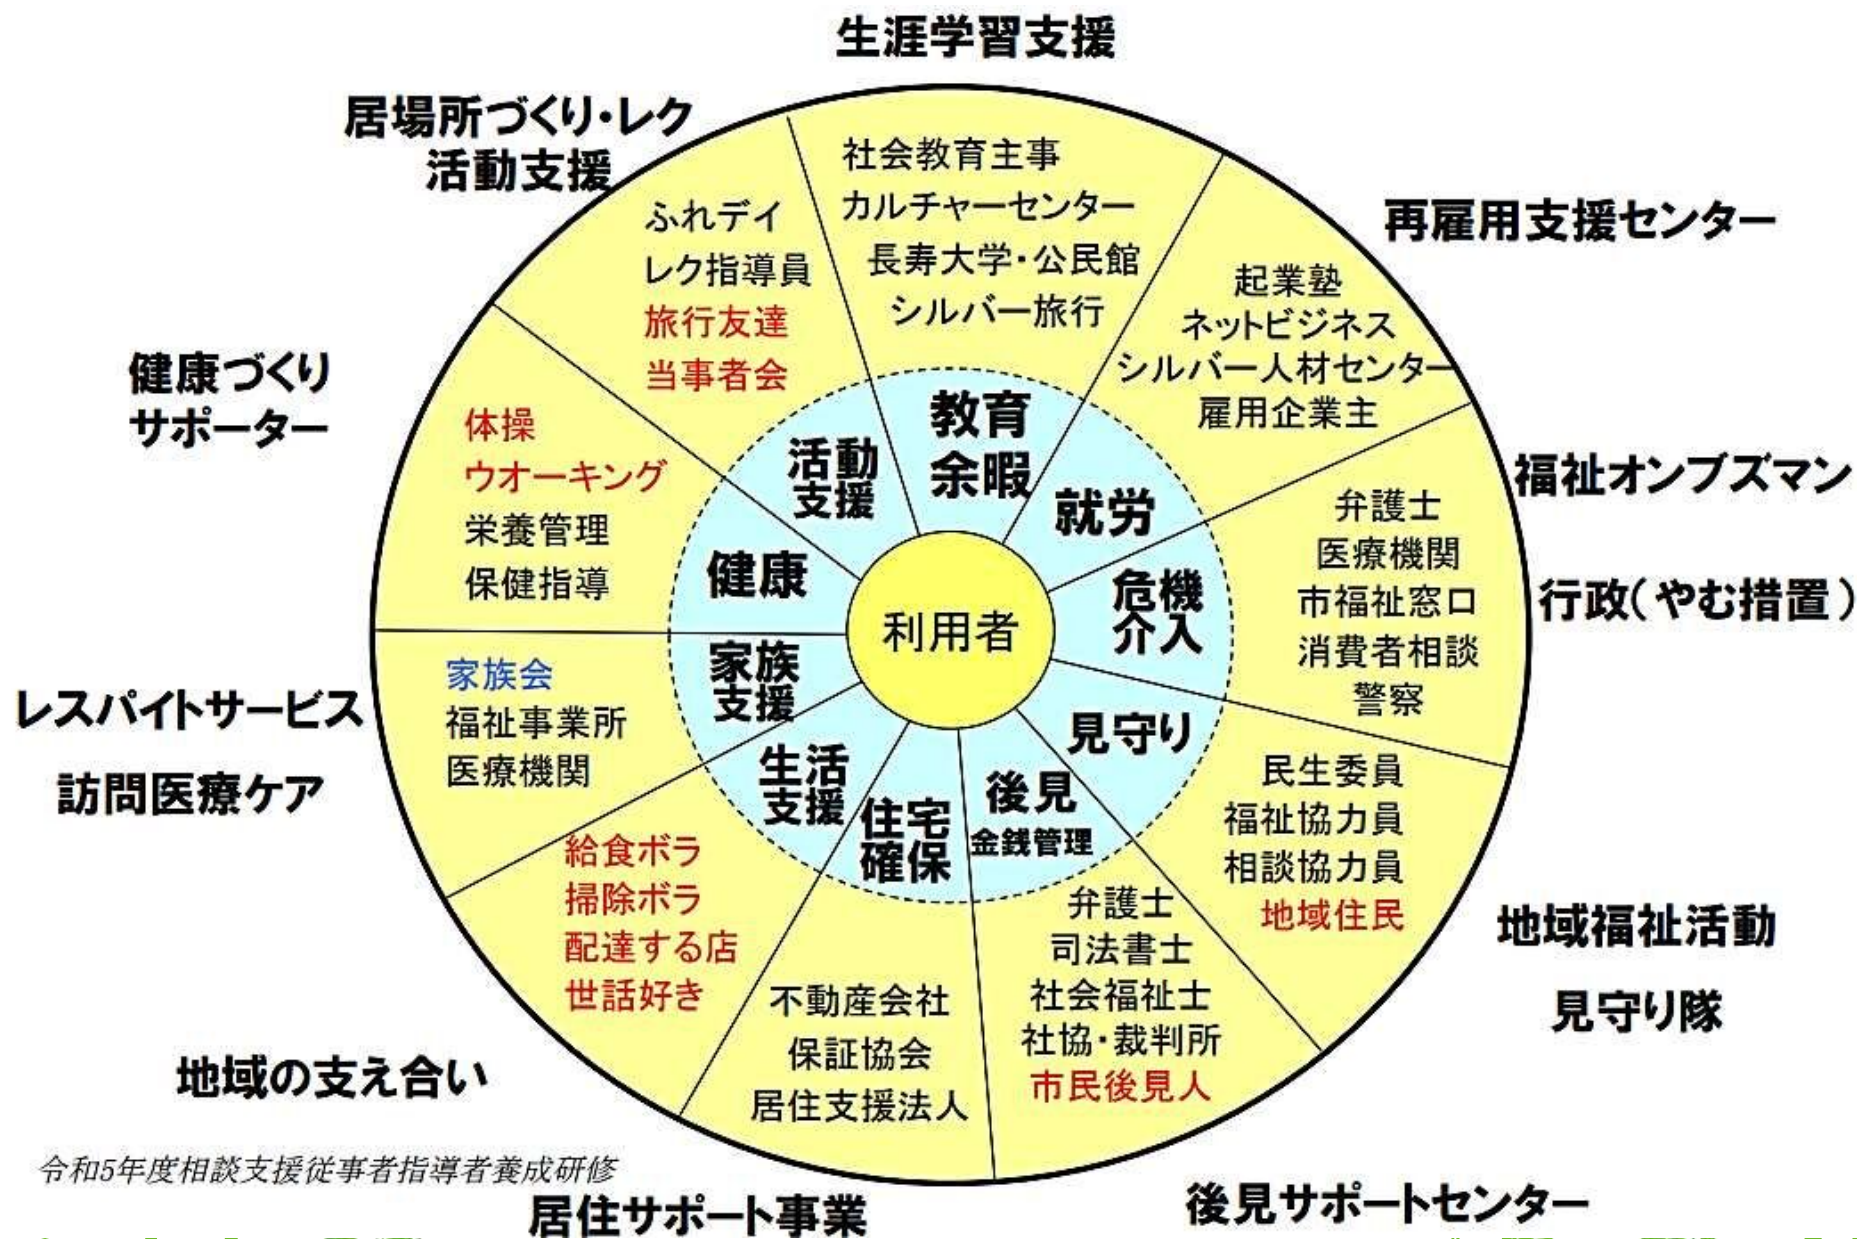 生涯学習支援
居場所づくり・レク
活動支援
再雇用支援センター
健康づくり
サポーター
福祉オンブズマン
行政(やむ措置)
レスパイトサービス
訪問医療ケア
地域福祉活動
見守り隊
地域の支え合い
居住サポート事業
後見サポートセンター
社会教育主事
カルチャーセンター
長寿大学・公民館
シルバー旅行
起業塾
ネットビジネス
シルバー人材センター
雇用企業主
弁護士
医療機関
市福祉窓口
消費者相談
警察
民生委員
福祉協力員
相談協力員
地域住民
弁護士
司法書士
社会福祉士
社協・裁判所
市民後見人
不動産会社
保証協会
居住支援法人
給食ボラ
掃除ボラ
配達する店
世話好き
家族会
福祉事業所
医療機関
体操
ウオーキング
栄養管理
保健指導
ふれデイ
レク指導員
旅行友達
当事者会
教育
余暇
就労
危機
介入
見守り
後見
金銭管理
住宅
確保
生活
支援
家族
支援
健康
活動
支援
利用者
令和5年度相談支援従事者指導者養成研修